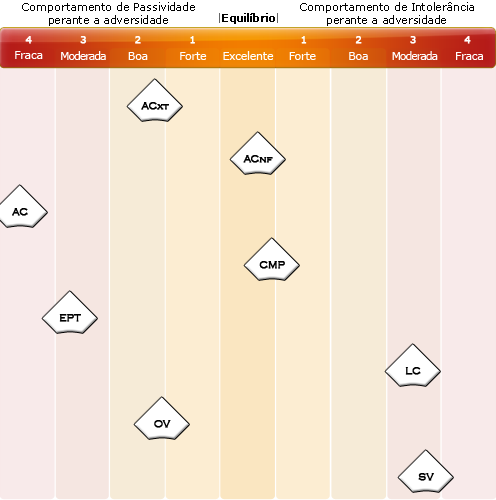 Comportamento de Passividade
perante a adversidade
|Equilíbrio|
Comportamento de Intolerância
perante a adversidade
4 3 2 1 1 2 3 4
Fraca Moderada Boa Forte Excelente Forte Boa Moderada Fraca
ACXT
ACNF
AC
CMP
EPT
LC
OV
SV